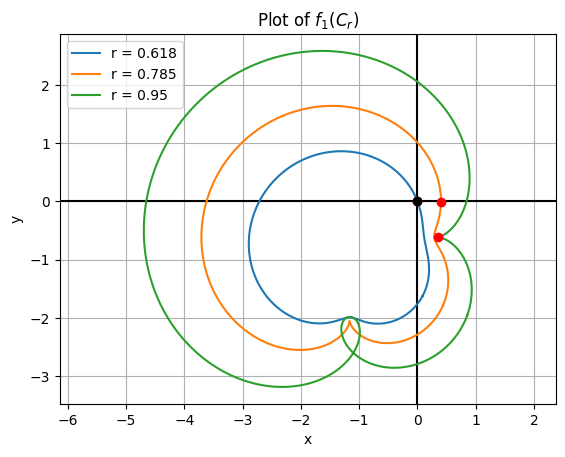 Plot of f₁(Cᵣ)
r = 0.618
r = 0.785
r = 0.95
y
2
1
0
−1
−2
−3
−6 −5 −4 −3 −2 −1 0 1 2
x